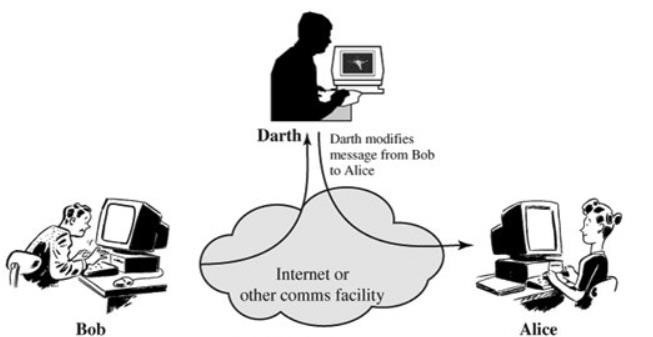 Darth
Darth modifies
message from Bob
to Alice
Internet or
other comms facility
Bob
Alice